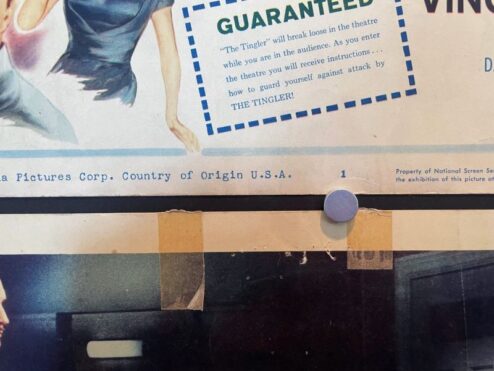 GUARANTEED
"The Tingler" will break loose in the theatre
while you are in the audience. As you enter
the theatre you will receive instructions...
how to guard yourself against attack by
THE TINGLER!
VINC
D
a Pictures Corp. Country of Origin U.S.A.
1
Property of National Screen Se
the exhibition of this picture at